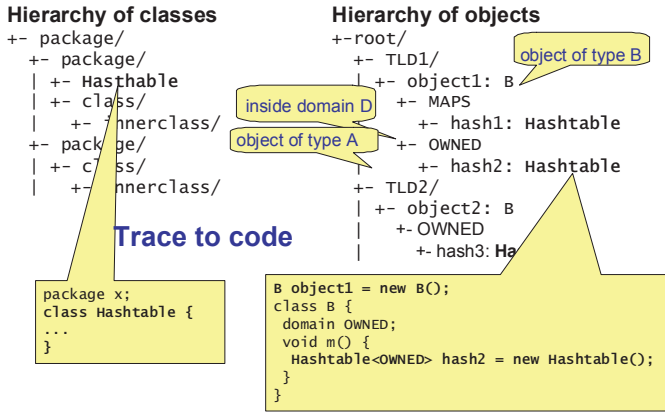 Hierarchy of classes
+- package/
+- package/
| +- Hasthable
| +- class/
| +- innerclass/
+- package/
| +- class/
| +- innerclass/
Hierarchy of objects
+-root/
+- TLD1/
| +- object1: B
| +- MAPS
+- hash1: Hashtable
+- OWNED
+- hash2: Hashtable
+- TLD2/
| +- object2: B
| +- OWNED
| +- hash3: Ha
object of type B
inside domain D
object of type A
Trace to code
package x;
class Hashtable {
...
}
B object1 = new B();
class B {
domain OWNED;
void m() {
Hashtable<OWNED> hash2 = new Hashtable();
}
}